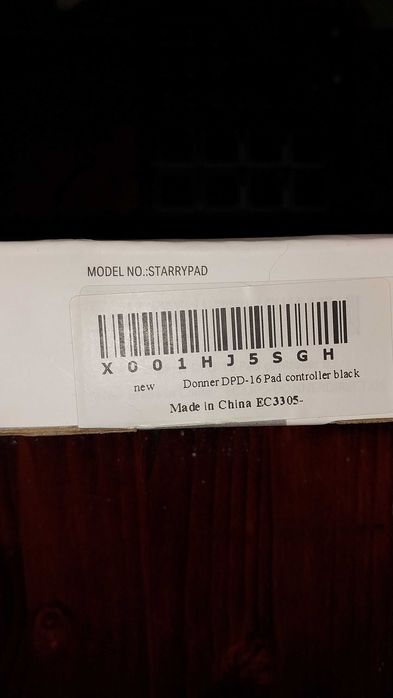 MODEL NO.:STARRYPAD
X001HJ5SGH
new Donner DPD-16 Pad controller black
Made in China EC3305-